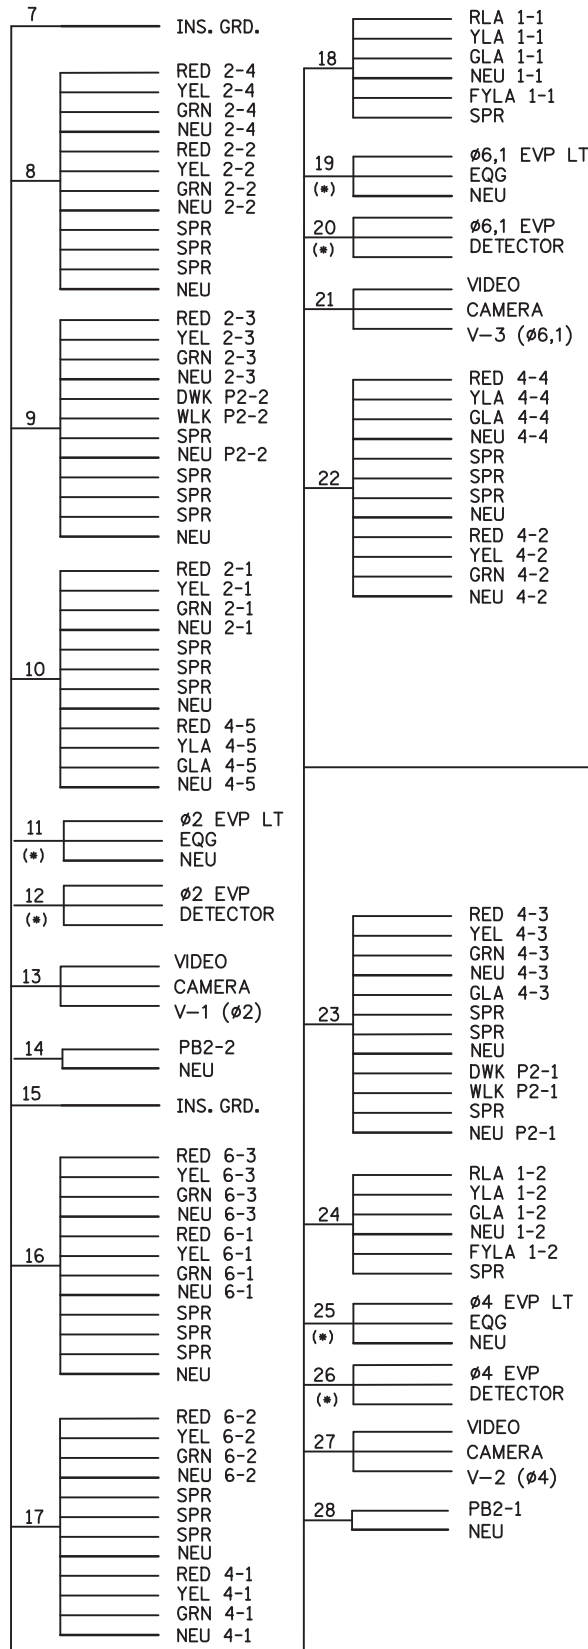 7
INS. GRD.
8
RED 2-4
YEL 2-4
GRN 2-4
NEU 2-4
RED 2-2
YEL 2-2
GRN 2-2
NEU 2-2
SPR
SPR
SPR
NEU
9
RED 2-3
YEL 2-3
GRN 2-3
NEU 2-3
DWK P2-2
WLK P2-2
SPR
NEU P2-2
SPR
SPR
SPR
NEU
10
RED 2-1
YEL 2-1
GRN 2-1
NEU 2-1
SPR
SPR
SPR
NEU
RED 4-5
YLA 4-5
GLA 4-5
NEU 4-5
11
(*)
ø2 EVP LT
EQG
NEU
12
(*)
ø2 EVP
DETECTOR
13
VIDEO
CAMERA
V-1 (ø2)
14
PB2-2
NEU
15
INS. GRD.
16
RED 6-3
YEL 6-3
GRN 6-3
NEU 6-3
RED 6-1
YEL 6-1
GRN 6-1
NEU 6-1
SPR
SPR
SPR
NEU
17
RED 6-2
YEL 6-2
GRN 6-2
NEU 6-2
SPR
SPR
SPR
NEU
RED 4-1
YEL 4-1
GRN 4-1
NEU 4-1
18
RLA 1-1
YLA 1-1
GLA 1-1
NEU 1-1
FYLA 1-1
SPR
19
(*)
ø6,1 EVP LT
EQG
NEU
20
(*)
ø6,1 EVP
DETECTOR
21
VIDEO
CAMERA
V-3 (ø6,1)
22
RED 4-4
YLA 4-4
GLA 4-4
NEU 4-4
SPR
SPR
SPR
NEU
RED 4-2
YEL 4-2
GRN 4-2
NEU 4-2
23
RED 4-3
YEL 4-3
GRN 4-3
NEU 4-3
GLA 4-3
SPR
SPR
NEU
DWK P2-1
WLK P2-1
SPR
NEU P2-1
24
RLA 1-2
YLA 1-2
GLA 1-2
NEU 1-2
FYLA 1-2
SPR
25
(*)
ø4 EVP LT
EQG
NEU
26
(*)
ø4 EVP
DETECTOR
27
VIDEO
CAMERA
V-2 (ø4)
28
PB2-1
NEU